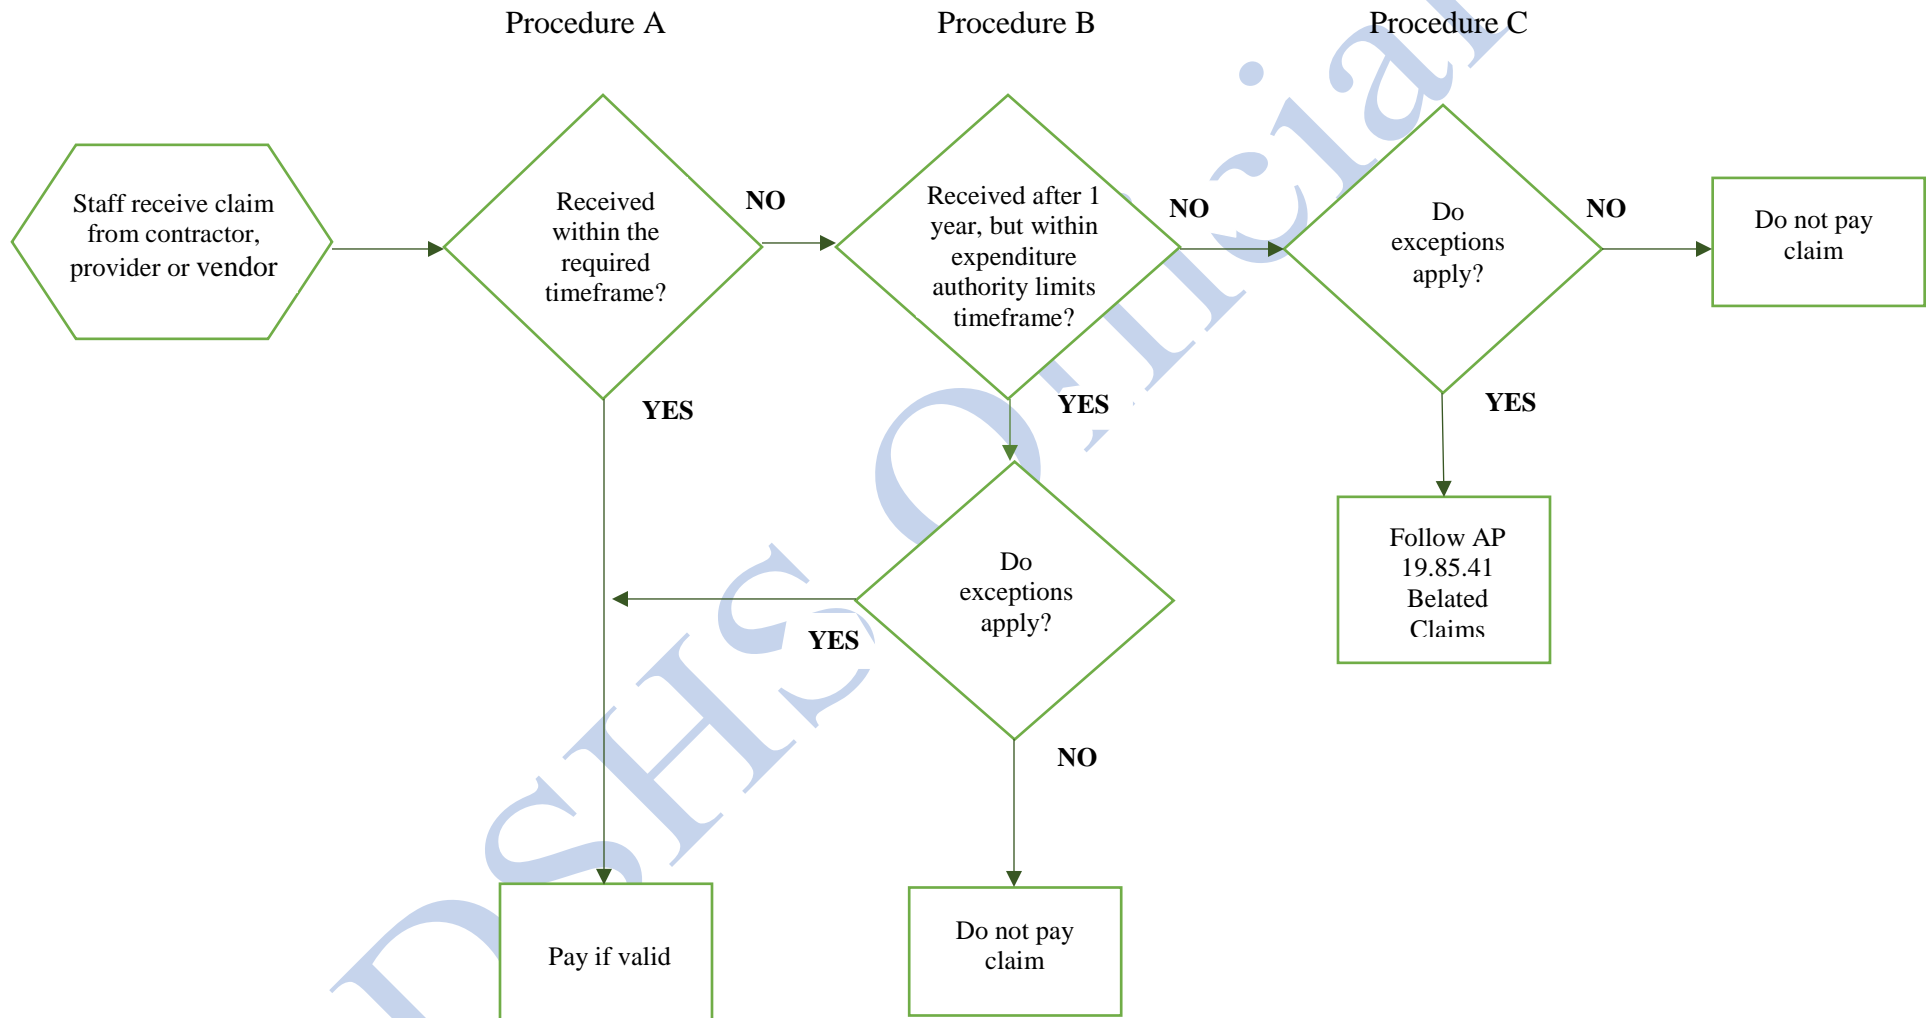 Procedure A
Procedure B
Procedure C
Staff receive claim
from contractor,
provider or vendor
Received
within the
required
timeframe?
NO
YES
Received after 1
year, but within
expenditure
authority limits
timeframe?
NO
YES
Do
exceptions
apply?
NO
YES
Do not pay
claim
Follow AP
19.85.41
Belated
Claims
Do
exceptions
apply?
YES
NO
Pay if valid
Do not pay
claim
DSHS Official